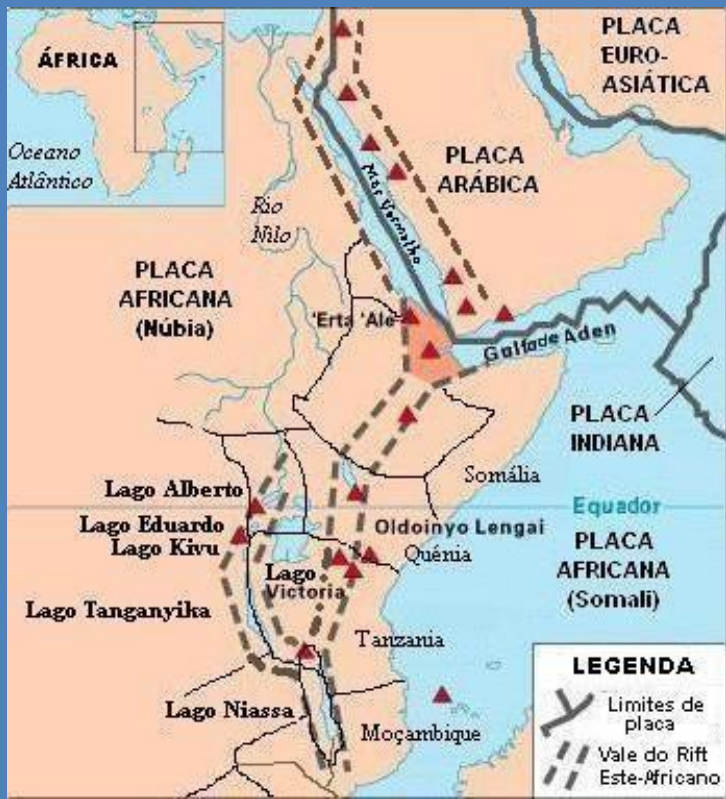 ÁFRICA
Oceano
Atlântico
PLACA
EURO-
ASIÁTICA
PLACA
ARÁBICA
Mar Vermelho
Rio
Nilo
PLACA
AFRICANA
(Núbia)
'Erta 'Ale
Golfo de Aden
PLACA
INDIANA
Somália
Lago Alberto
Equador
Lago Eduardo
Oldoinyo Lengai
Lago Kivu
Quénia
PLACA
AFRICANA
(Somali)
Lago
Victoria
Lago Tanganyika
Tanzania
Lago Niassa
Moçambique
LEGENDA
Limites de
placa
Vale do Rift
Este-Africano